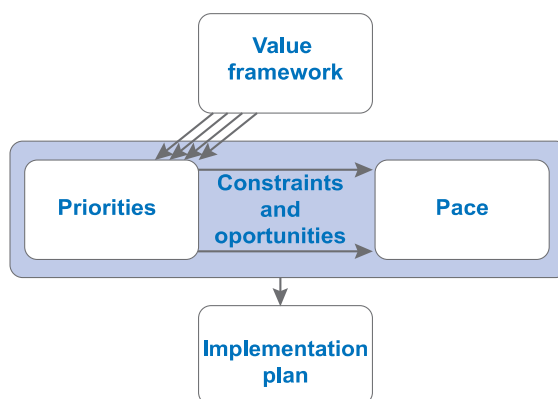 Value
framework
Priorities
Constraints
and
oportunities
Pace
Implementation
plan